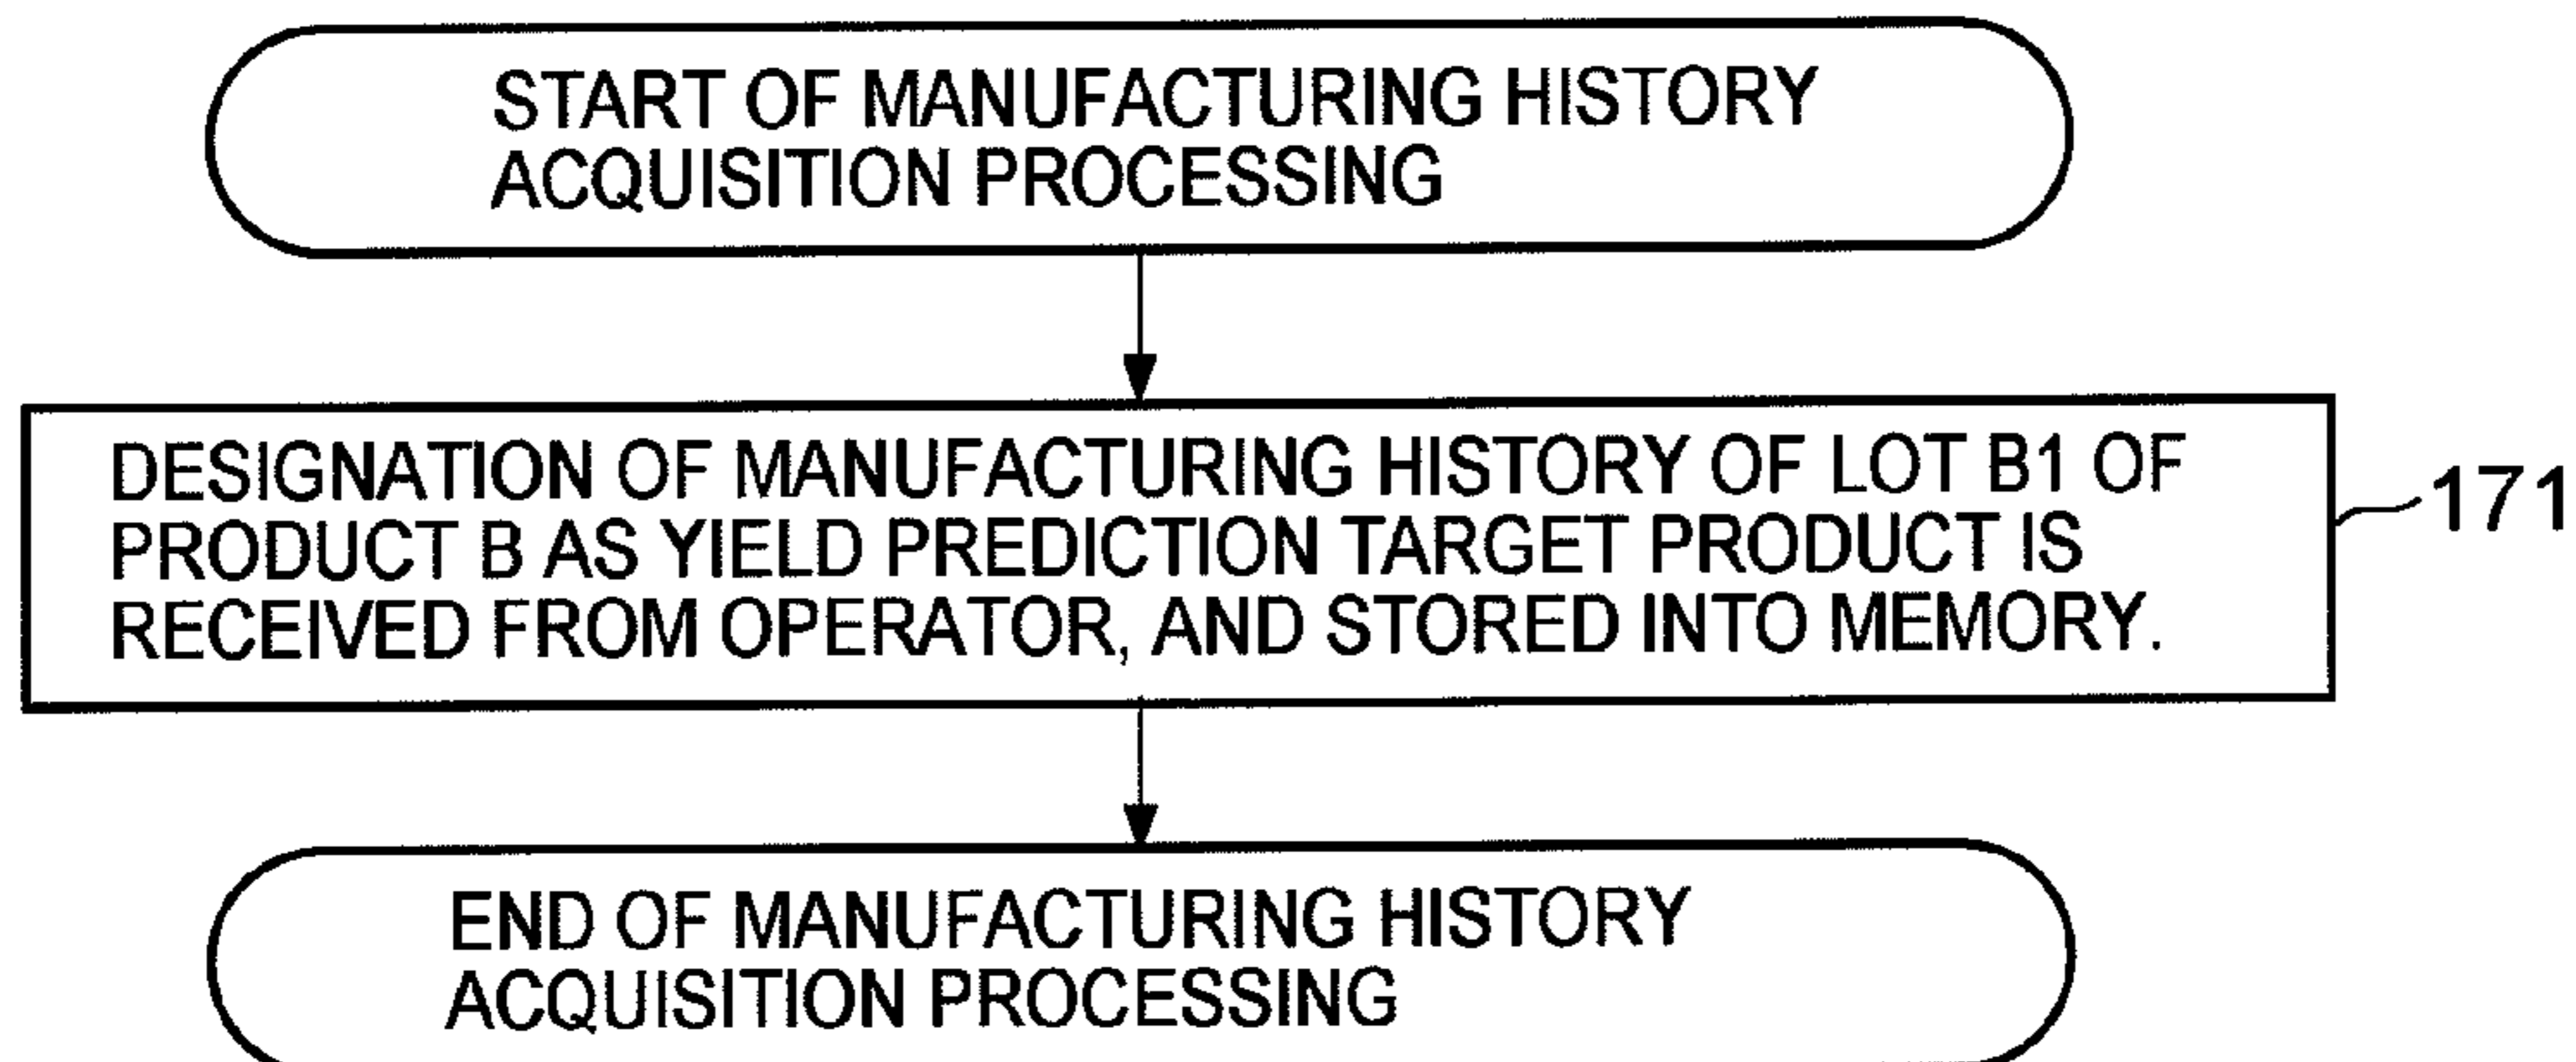 START OF MANUFACTURING HISTORY
ACQUISITION PROCESSING
DESIGNATION OF MANUFACTURING HISTORY OF LOT B1 OF
PRODUCT B AS YIELD PREDICTION TARGET PRODUCT IS
RECEIVED FROM OPERATOR, AND STORED INTO MEMORY.
171
END OF MANUFACTURING HISTORY
ACQUISITION PROCESSING